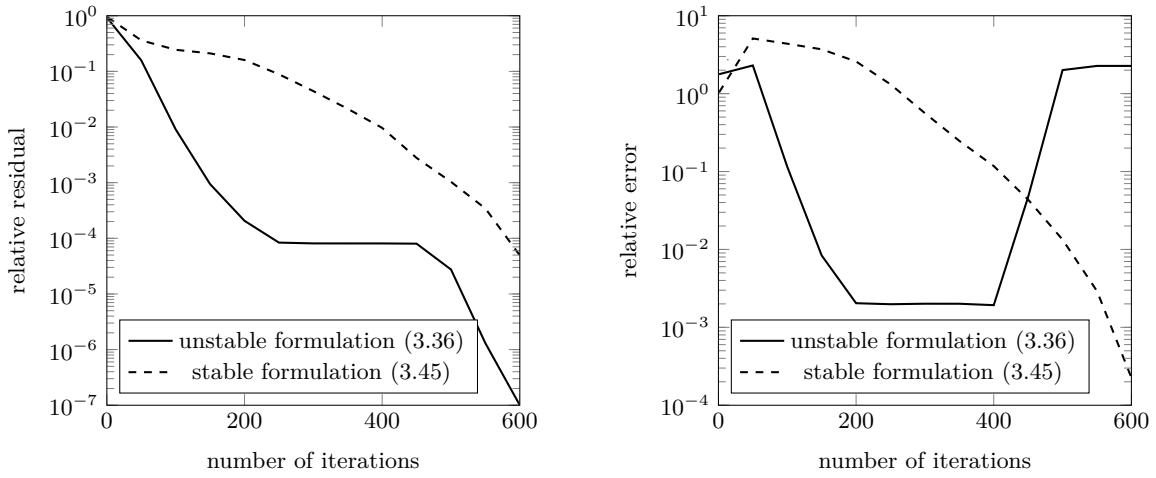 10^0
10^-1
10^-2
10^-3
10^-4
10^-5
10^-6
10^-7
relative residual
unstable formulation (3.36)
stable formulation (3.45)
0
200
400
600
number of iterations
10^1
10^0
10^-1
10^-2
10^-3
10^-4
relative error
unstable formulation (3.36)
stable formulation (3.45)
0
200
400
600
number of iterations